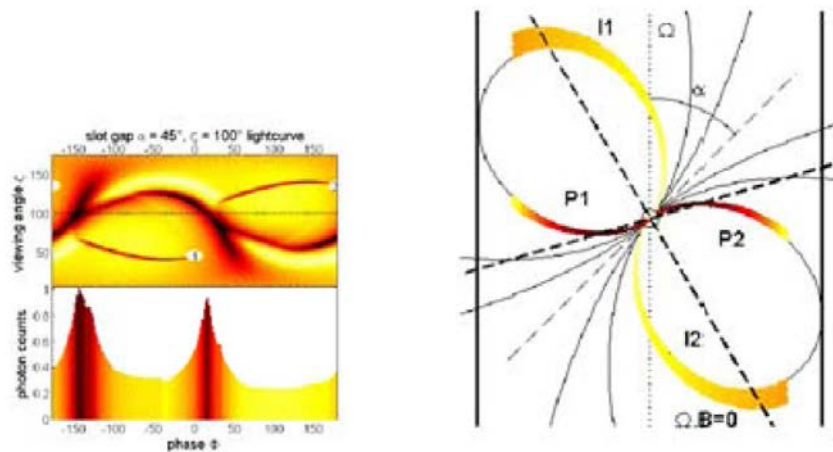 slot gap α = 45°, ζ = 100° lightcurve
-150 -100 -50 0 50 100 150
viewing angle ζ
150
100
50
1
photon counts
1
0.8
0.6
0.4
0.2
0
-150 -100 -50 0 50 100 150
phase Φ
I1
Ω
α
P1
P2
I2
Ω.B=0